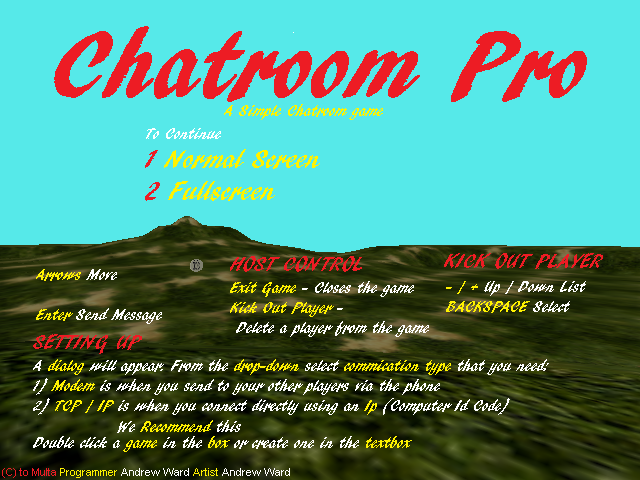 Chatroom Pro
A Simple Chatroom game
To Continue
1 Normal Screen
2 Fullscreen
Arrows Move
Enter Send Message
HOST CONTROL
Exit Game - Closes the game
Kick Out Player -
Delete a player from the game
KICK OUT PLAYER
- / + Up / Down List
BACKSPACE Select
SETTING UP
A dialog will appear. From the drop-down select commication type that you need:
1) Modem is when you send to your other players via the phone
2) TCP / IP is when you connect directly using an Ip (Computer Id Code)
We Recommend this
Double click a game in the box or create one in the textbox
(C) to Multa Programmer Andrew Ward Artist Andrew Ward